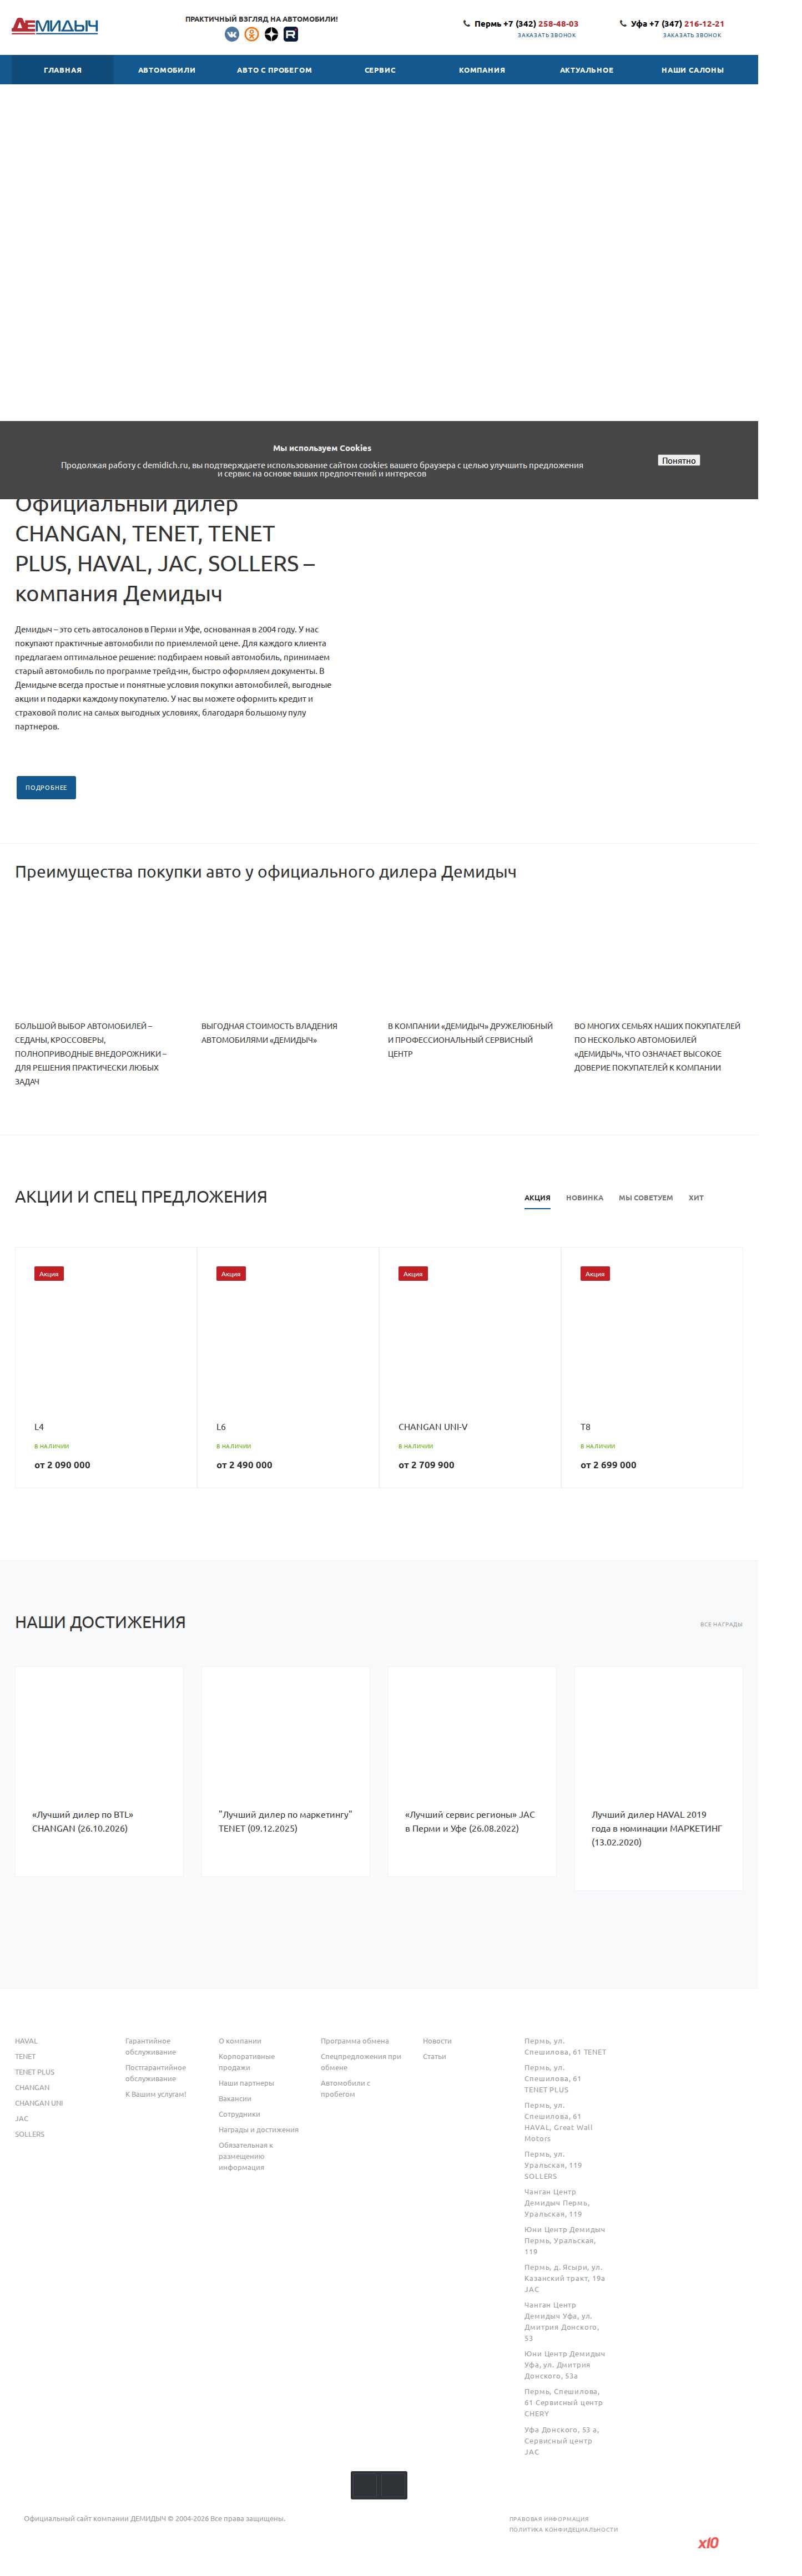 ДЕМИДЫЧ
ПРАКТИЧНЫЙ ВЗГЛЯД НА АВТОМОБИЛИ!
Пермь +7 (342) 258-48-03
ЗАКАЗАТЬ ЗВОНОК
Уфа +7 (347) 216-12-21
ЗАКАЗАТЬ ЗВОНОК
ГЛАВНАЯ
АВТОМОБИЛИ
АВТО С ПРОБЕГОМ
СЕРВИС
КОМПАНИЯ
АКТУАЛЬНОЕ
НАШИ САЛОНЫ
Мы используем Cookies
Продолжая работу с demidich.ru, вы подтверждаете использование сайтом cookies вашего браузера с целью улучшить предложения
и сервис на основе ваших предпочтений и интересов
Понятно
Официальный дилер
CHANGAN, TENET, TENET
PLUS, HAVAL, JAC, SOLLERS –
компания Демидыч
Демидыч – это сеть автосалонов в Перми и Уфе, основанная в 2004 году. У нас
покупают практичные автомобили по приемлемой цене. Для каждого клиента
предлагаем оптимальное решение: подбираем новый автомобиль, принимаем
старый автомобиль по программе трейд-ин, быстро оформляем документы. В
Демидыче всегда простые и понятные условия покупки автомобилей, выгодные
акции и подарки каждому покупателю. У нас вы можете оформить кредит и
страховой полис на самых выгодных условиях, благодаря большому пулу
партнеров.
ПОДРОБНЕЕ
Преимущества покупки авто у официального дилера Демидыч
БОЛЬШОЙ ВЫБОР АВТОМОБИЛЕЙ –
СЕДАНЫ, КРОССОВЕРЫ,
ПОЛНОПРИВОДНЫЕ ВНЕДОРОЖНИКИ –
ДЛЯ РЕШЕНИЯ ПРАКТИЧЕСКИ ЛЮБЫХ
ЗАДАЧ
ВЫГОДНАЯ СТОИМОСТЬ ВЛАДЕНИЯ
АВТОМОБИЛЯМИ «ДЕМИДЫЧ»
В КОМПАНИИ «ДЕМИДЫЧ» ДРУЖЕЛЮБНЫЙ
И ПРОФЕССИОНАЛЬНЫЙ СЕРВИСНЫЙ
ЦЕНТР
ВО МНОГИХ СЕМЬЯХ НАШИХ ПОКУПАТЕЛЕЙ
ПО НЕСКОЛЬКО АВТОМОБИЛЕЙ
«ДЕМИДЫЧ», ЧТО ОЗНАЧАЕТ ВЫСОКОЕ
ДОВЕРИЕ ПОКУПАТЕЛЕЙ К КОМПАНИИ
АКЦИИ И СПЕЦ ПРЕДЛОЖЕНИЯ
АКЦИЯ
НОВИНКА
МЫ СОВЕТУЕМ
ХИТ
Акция
L4
В НАЛИЧИИ
от 2 090 000
Акция
L6
В НАЛИЧИИ
от 2 490 000
Акция
CHANGAN UNI-V
В НАЛИЧИИ
от 2 709 900
Акция
T8
В НАЛИЧИИ
от 2 699 000
НАШИ ДОСТИЖЕНИЯ
ВСЕ НАГРАДЫ
«Лучший дилер по BTL»
CHANGAN (26.10.2026)
"Лучший дилер по маркетингу"
TENET (09.12.2025)
«Лучший сервис регионы» JAC
в Перми и Уфе (26.08.2022)
Лучший дилер HAVAL 2019
года в номинации МАРКЕТИНГ
(13.02.2020)
HAVAL
TENET
TENET PLUS
CHANGAN
CHANGAN UNI
JAC
SOLLERS
Гарантийное
обслуживание
Постгарантийное
обслуживание
К Вашим услугам!
О компании
Корпоративные
продажи
Наши партнеры
Вакансии
Сотрудники
Награды и достижения
Обязательная к
размещению
информация
Программа обмена
Спецпредложения при
обмене
Автомобили с
пробегом
Новости
Статьи
Пермь, ул.
Спешилова, 61 TENET
Пермь, ул.
Спешилова, 61
TENET PLUS
Пермь, ул.
Спешилова, 61
HAVAL, Great Wall
Motors
Пермь, ул.
Уральская, 119
SOLLERS
Чанган Центр
Демидыч Пермь,
Уральская, 119
Юни Центр Демидыч
Пермь, Уральская,
119
Пермь, д. Ясыри, ул.
Казанский тракт, 19а
JAC
Чанган Центр
Демидыч Уфа, ул.
Дмитрия Донского,
53
Юни Центр Демидыч
Уфа, ул. Дмитрия
Донского, 53а
Пермь, Спешилова,
61 Сервисный центр
CHERY
Уфа Донского, 53 а,
Сервисный центр
JAC
Официальный сайт компании ДЕМИДЫЧ © 2004-2026 Все права защищены.
ПРАВОВАЯ ИНФОРМАЦИЯ
ПОЛИТИКА КОНФИДЕЦИАЛЬНОСТИ
x10